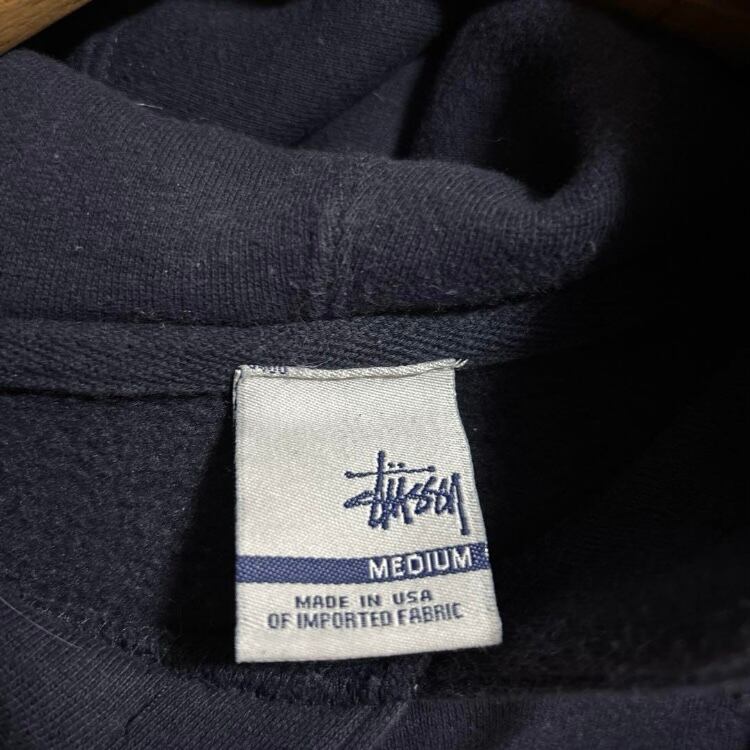 Stüssy
MEDIUM
MADE IN USA
OF IMPORTED FABRIC